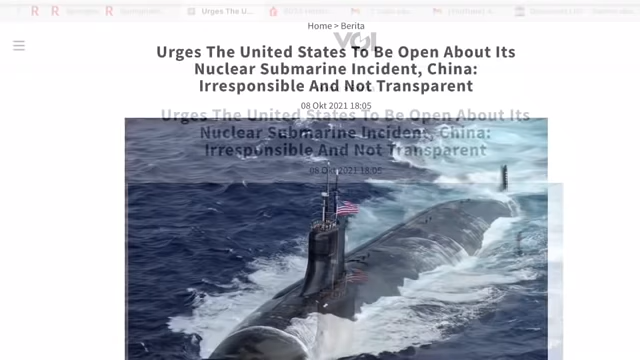 Urges The U...
Home > Berita
VOI
Urges The United States To Be Open About Its
Nuclear Submarine Incident, China:
Irresponsible And Not Transparent
08 Okt 2021 18:05
Urges The United States To Be Open About Its
Nuclear Submarine Incident, China:
Irresponsible And Not Transparent
08 Okt 2021 18:05